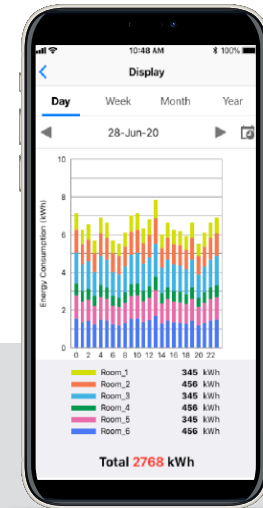 10:48 AM 100%
Display
Day Week Month Year
28-Jun-20
Energy Consumption (kWh)
10
8
6
4
2
0
0 2 4 6 8 10 12 14 16 18 20 22
Room_1 345 kWh
Room_2 456 kWh
Room_3 345 kWh
Room_4 456 kWh
Room_5 345 kWh
Room_6 456 kWh
Total 2768 kWh